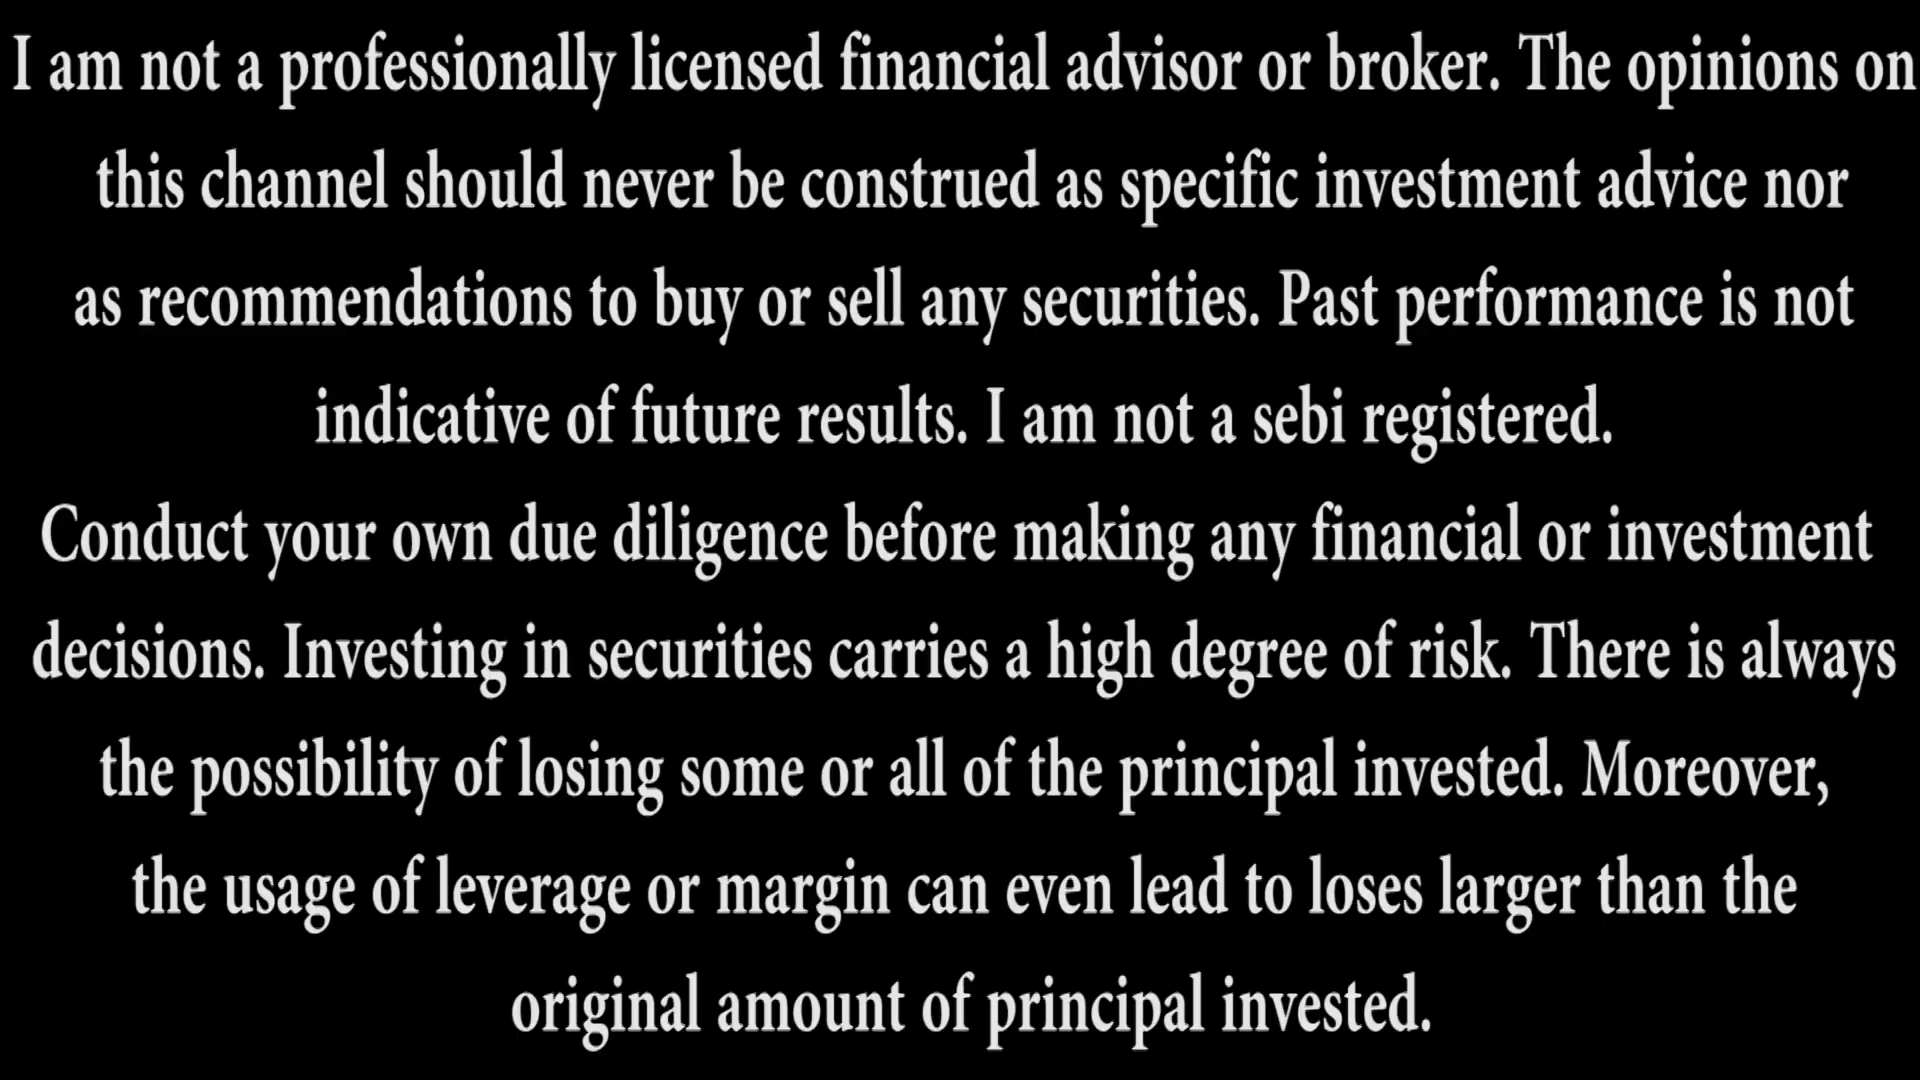 I am not a professionally licensed financial advisor or broker. The opinions on
this channel should never be construed as specific investment advice nor
as recommendations to buy or sell any securities. Past performance is not
indicative of future results. I am not a sebi registered.
Conduct your own due diligence before making any financial or investment
decisions. Investing in securities carries a high degree of risk. There is always
the possibility of losing some or all of the principal invested. Moreover,
the usage of leverage or margin can even lead to loses larger than the
original amount of principal invested.